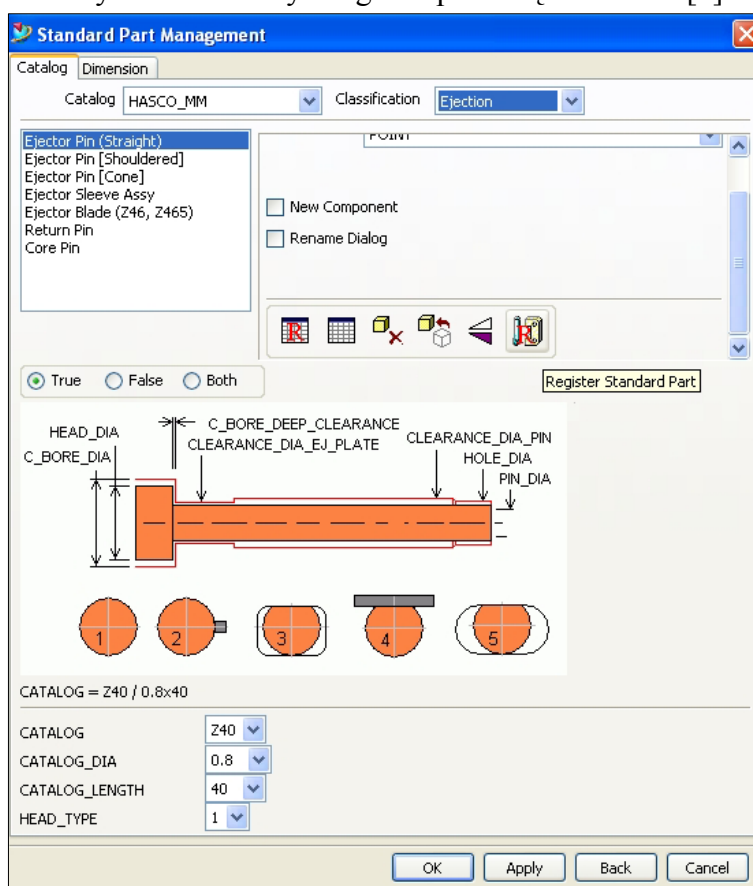 Standard Part Management
Catalog Dimension
Catalog HASCO_MM Classification Ejection
Ejector Pin (Straight)
Ejector Pin [Shouldered]
Ejector Pin [Cone]
Ejector Sleeve Assy
Ejector Blade (Z46, Z465)
Return Pin
Core Pin
POINT
New Component
Rename Dialog
R R
True False Both
Register Standard Part
HEAD_DIA
C_BORE_DIA
C_BORE_DEEP_CLEARANCE
CLEARANCE_DIA_EJ_PLATE
CLEARANCE_DIA_PIN
HOLE_DIA
PIN_DIA
1 2 3 4 5
CATALOG = Z40 / 0.8x40
CATALOG Z40
CATALOG_DIA 0.8
CATALOG_LENGTH 40
HEAD_TYPE 1
OK Apply Back Cancel